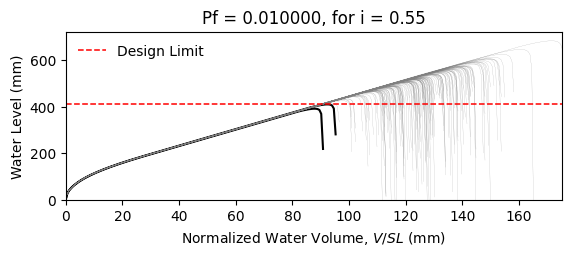 Pf = 0.010000, for i = 0.55
Design Limit
Water Level (mm)
600
400
200
0
0 20 40 60 80 100 120 140 160
Normalized Water Volume, V/SL (mm)